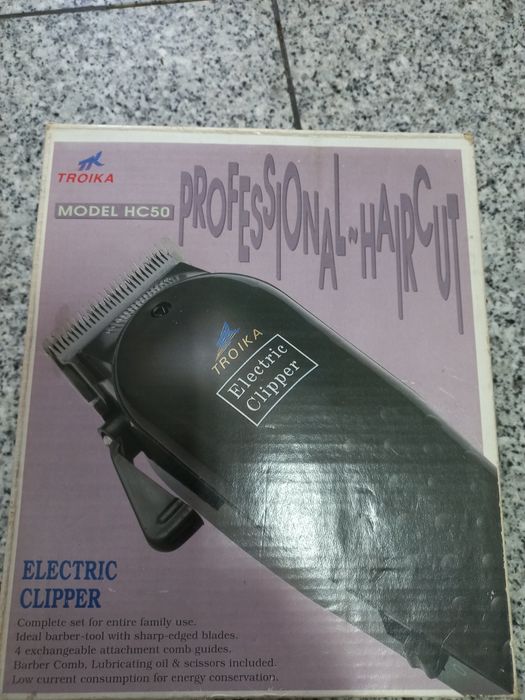 TROIKA
MODEL HC50
PROFESSIONAL~HAIRCUT
TROIKA
Electric
Clipper
ELECTRIC
CLIPPER
Complete set for entire family use.
Ideal barber-tool with sharp-edged blades.
4 exchangeable attachment comb guides.
Barber Comb, Lubricating oil & scissors included.
Low current consumption for energy conservation.